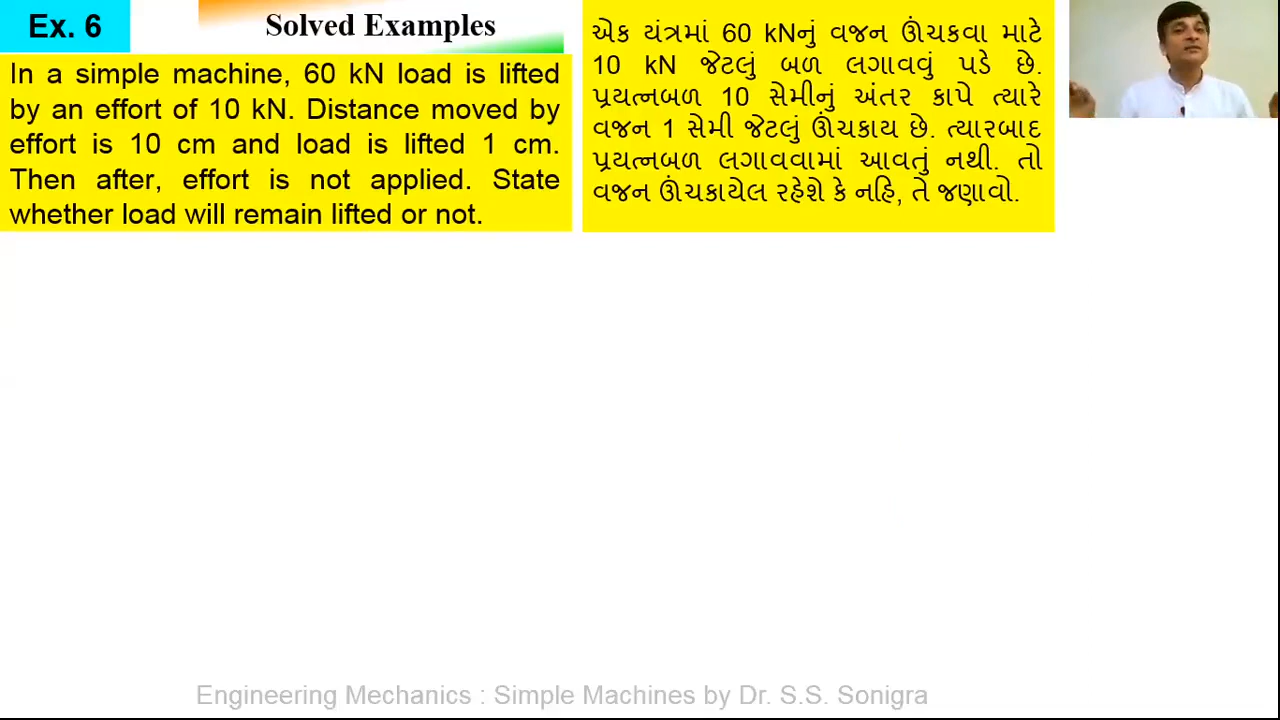 Ex. 6
Solved Examples
In a simple machine, 60 kN load is lifted
by an effort of 10 kN. Distance moved by
effort is 10 cm and load is lifted 1 cm.
Then after, effort is not applied. State
whether load will remain lifted or not.
એક યંત્રમાં 60 kNનું વજન ઊંચકવા માટે
10 kN જેટલું બળ લગાવવું પડે છે.
પ્રયત્નબળ 10 સેમીનું અંતર કાપે ત્યારે
વજન 1 સેમી જેટલું ઊંચકાય છે. ત્યારબાદ
પ્રયત્નબળ લગાવવામાં આવતું નથી. તો
વજન ઊંચકાયેલ રહેશે કે નહિ, તે જણાવો.
Engineering Mechanics : Simple Machines by Dr. S.S. Sonigra